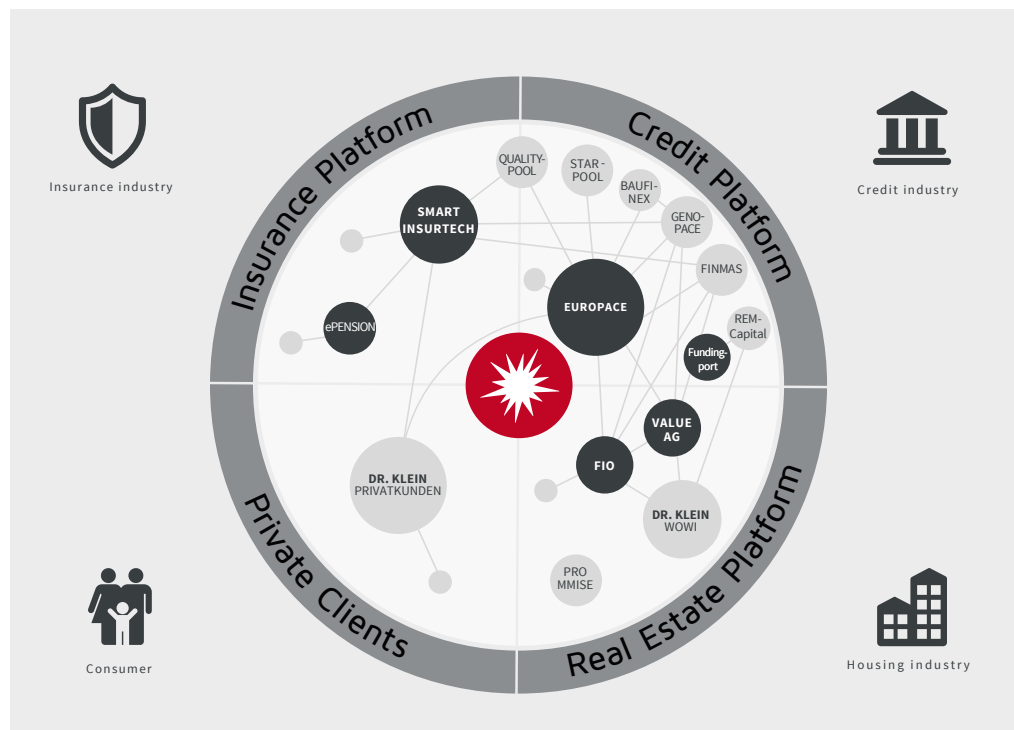 Insurance Platform
Credit Platform
Insurance industry
Credit industry
QUALITY-
POOL
STAR -
POOL
BAUFI-
NEX
GENO-
PACE
SMART
INSURTECH
FINMAS
EUROPACE
REM-
Capital
ePENSION
Funding-
port
VALUE
AG
FIO
DR. KLEIN
PRIVATKUNDEN
DR. KLEIN
WOWI
PRO
MMISE
Private Clients
Real Estate Platform
Consumer
Housing industry